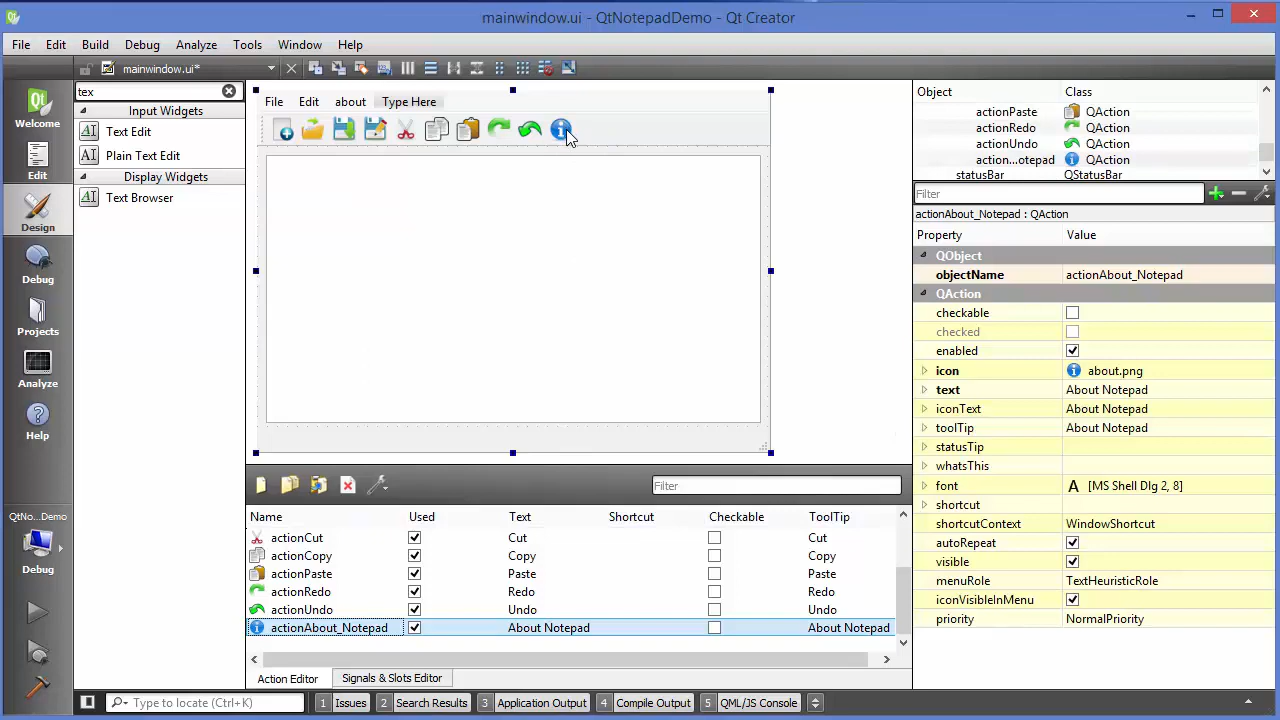 mainwindow.ui - QtNotepadDemo - Qt Creator
File Edit Build Debug Analyze Tools Window Help
mainwindow.ui*
Welcome
Edit
Design
Debug
Projects
Analyze
Help
QtNo...Demo
Debug
tex
Input Widgets
Text Edit
Plain Text Edit
Display Widgets
Text Browser
File Edit about Type Here
Filter
Name Used Text Shortcut Checkable ToolTip
actionCut Cut Cut
actionCopy Copy Copy
actionPaste Paste Paste
actionRedo Redo Redo
actionUndo Undo Undo
actionAbout_Notepad About Notepad About Notepad
Action Editor Signals & Slots Editor
Object Class
actionPaste QAction
actionRedo QAction
actionUndo QAction
action...otepad QAction
statusBar QStatusBar
Filter
actionAbout_Notepad : QAction
Property Value
QObject
objectName actionAbout_Notepad
QAction
checkable
checked
enabled
icon about.png
text About Notepad
iconText About Notepad
toolTip About Notepad
statusTip
whatsThis
font A [MS Shell Dlg 2, 8]
shortcut
shortcutContext WindowShortcut
autoRepeat
visible
menuRole TextHeuristicRole
iconVisibleInMenu
priority NormalPriority
Type to locate (Ctrl+K) 1 Issues 2 Search Results 3 Application Output 4 Compile Output 5 QML/JS Console